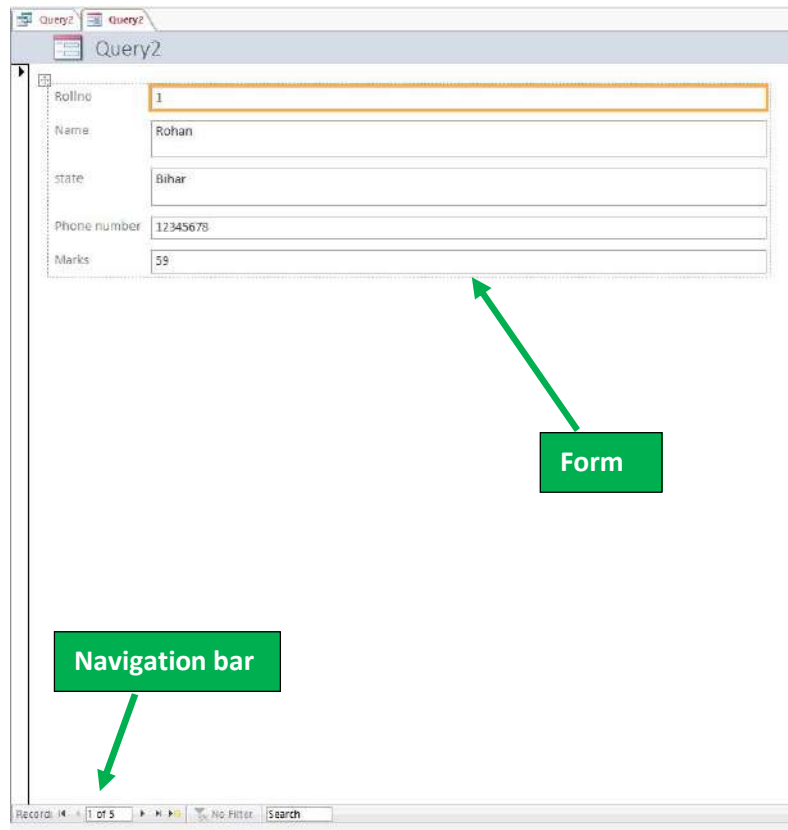 Query2 Query2
Query2
Rollno 1
Name Rohan
state Bihar
Phone number 12345678
Marks 59
Form
Navigation bar
Record: 1 of 5 No Filter Search